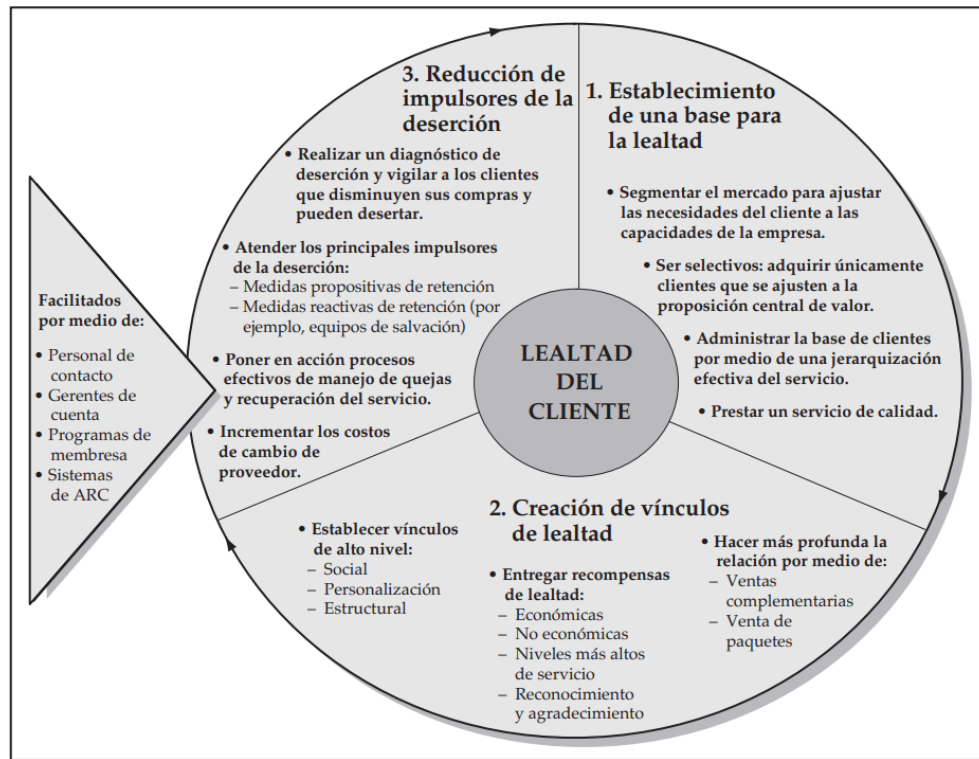 3. Reducción de
impulsores de la
deserción
• Realizar un diagnóstico de
deserción y vigilar a los clientes
que disminuyen sus compras y
pueden desertar.
• Atender los principales impulsores
de la deserción:
– Medidas propositivas de retención
– Medidas reactivas de retención (por
ejemplo, equipos de salvación)
• Poner en acción procesos
efectivos de manejo de quejas
y recuperación del servicio.
• Incrementar los costos
de cambio de
proveedor.
1. Establecimiento
de una base para
la lealtad
• Segmentar el mercado para ajustar
las necesidades del cliente a las
capacidades de la empresa.
• Ser selectivos: adquirir únicamente
clientes que se ajusten a la
proposición central de valor.
• Administrar la base de clientes
por medio de una jerarquización
efectiva del servicio.
• Prestar un servicio de calidad.
Facilitados
por medio de:
• Personal de
contacto
• Gerentes de
cuenta
• Programas de
membresa
• Sistemas
de ARC
LEALTAD
DEL
CLIENTE
2. Creación de vínculos
de lealtad
• Establecer vínculos
de alto nivel:
– Social
– Personalización
– Estructural
• Entregar recompensas
de lealtad:
– Económicas
– No económicas
– Niveles más altos
de servicio
– Reconocimiento
y agradecimiento
• Hacer más profunda la
relación por medio de:
– Ventas
complementarias
– Venta de
paquetes